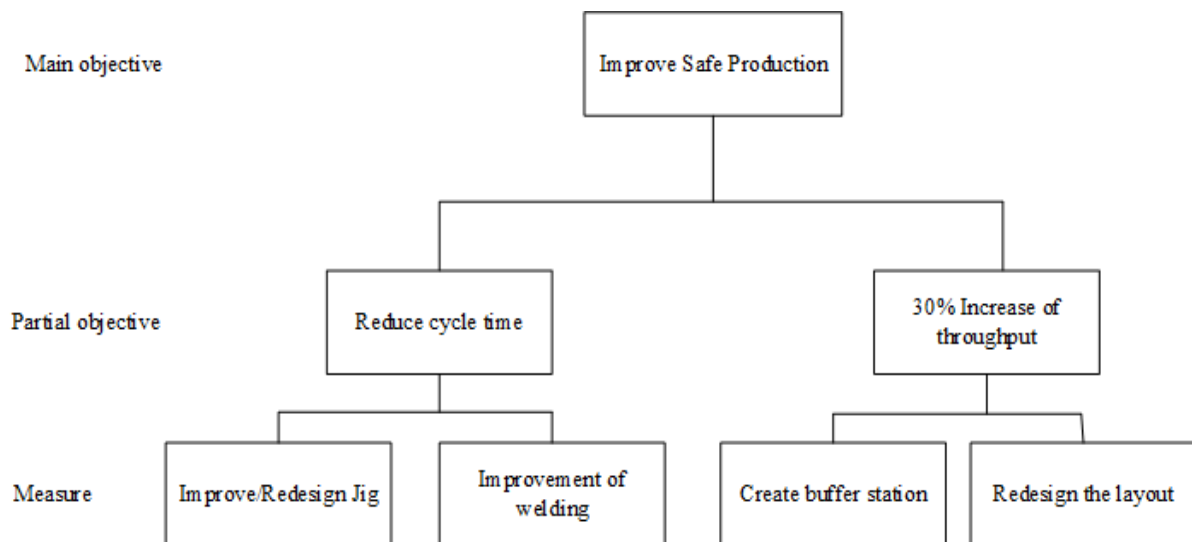 Main objective
Improve Safe Production
Partial objective
Reduce cycle time
30% Increase of
throughput
Measure
Improve/Redesign Jig
Improvement of
welding
Create buffer station
Redesign the layout